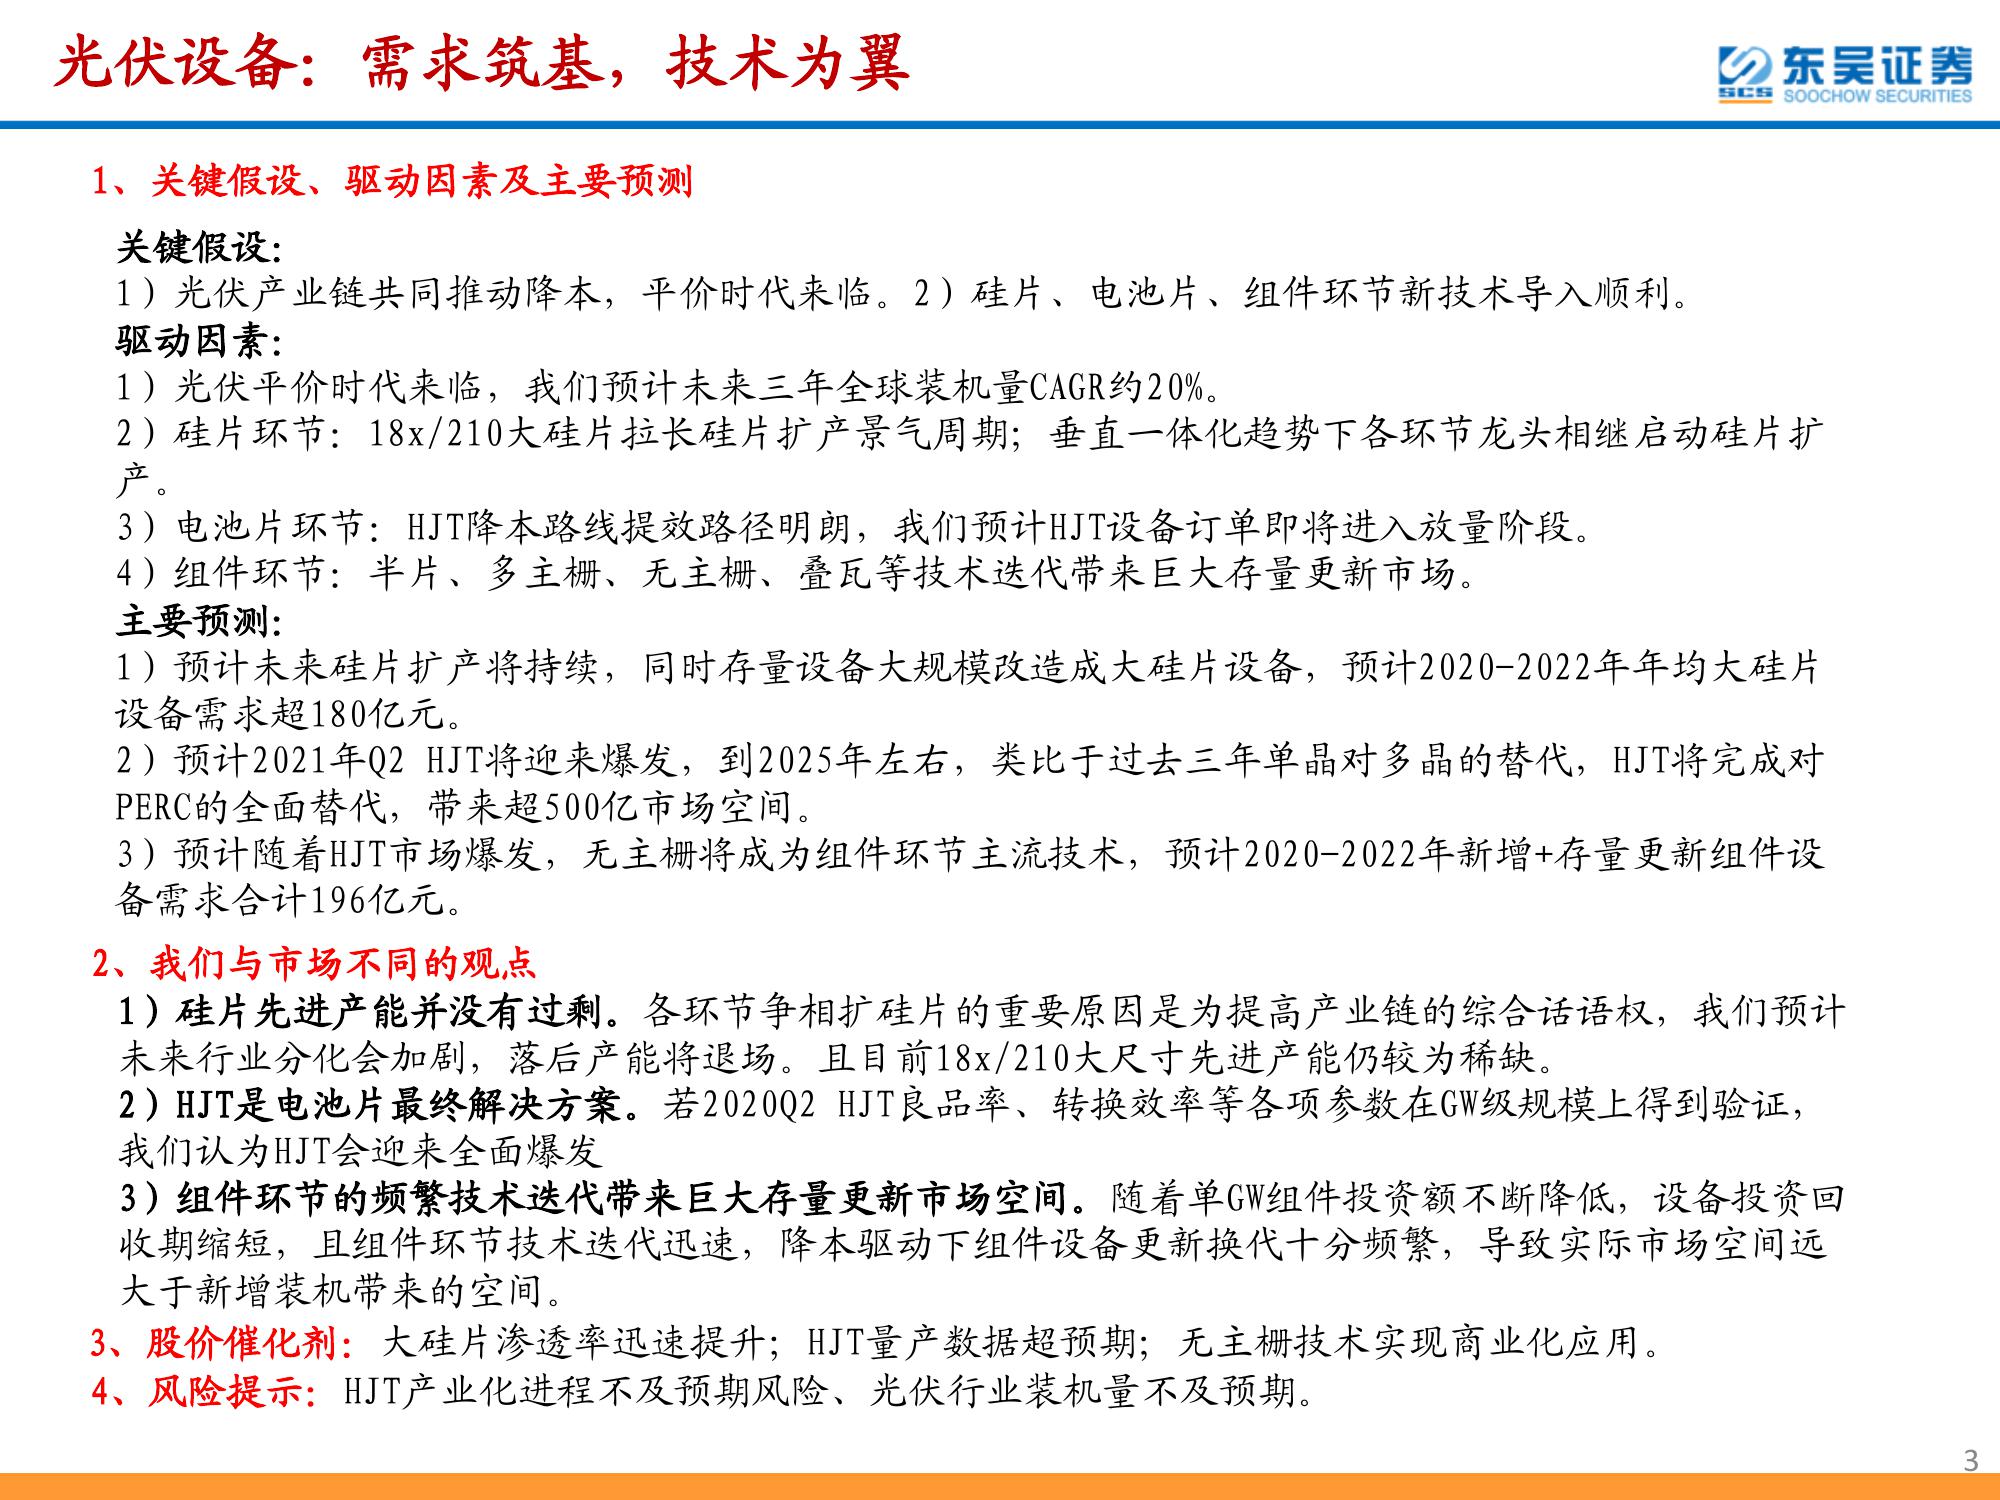 光伏设备：需求筑基，技术为翼
东吴证券
SCS SOOCHOW SECURITIES
1、关键假设、驱动因素及主要预测
关键假设：
1）光伏产业链共同推动降本，平价时代来临。2）硅片、电池片、组件环节新技术导入顺利。
驱动因素：
1）光伏平价时代来临，我们预计未来三年全球装机量CAGR约20%。
2）硅片环节：18x/210大硅片拉长硅片扩产景气周期；垂直一体化趋势下各环节龙头相继启动硅片扩
产。
3）电池片环节：HJT降本路线提效路径明朗，我们预计HJT设备订单即将进入放量阶段。
4）组件环节：半片、多主栅、无主栅、叠瓦等技术迭代带来巨大存量更新市场。
主要预测：
1）预计未来硅片扩产将持续，同时存量设备大规模改造成大硅片设备，预计2020-2022年年均大硅片
设备需求超180亿元。
2）预计2021年Q2 HJT将迎来爆发，到2025年左右，类比于过去三年单晶对多晶的替代，HJT将完成对
PERC的全面替代，带来超500亿市场空间。
3）预计随着HJT市场爆发，无主栅将成为组件环节主流技术，预计2020-2022年新增+存量更新组件设
备需求合计196亿元。
2、我们与市场不同的观点
1）硅片先进产能并没有过剩。各环节争相扩硅片的重要原因是为提高产业链的综合话语权，我们预计
未来行业分化会加剧，落后产能将退场。且目前18x/210大尺寸先进产能仍较为稀缺。
2）HJT是电池片最终解决方案。若2020Q2 HJT良品率、转换效率等各项参数在GW级规模上得到验证，
我们认为HJT会迎来全面爆发
3）组件环节的频繁技术迭代带来巨大存量更新市场空间。随着单GW组件投资额不断降低，设备投资回
收期缩短，且组件环节技术迭代迅速，降本驱动下组件设备更新换代十分频繁，导致实际市场空间远
大于新增装机带来的空间。
3、股价催化剂：大硅片渗透率迅速提升；HJT量产数据超预期；无主栅技术实现商业化应用。
4、风险提示：HJT产业化进程不及预期风险、光伏行业装机量不及预期。
3